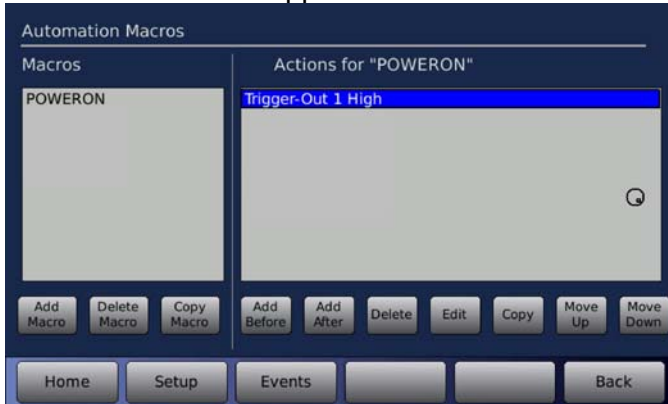 Automation Macros
Macros
Actions for "POWERON"
POWERON
Trigger-Out 1 High
Add Macro
Delete Macro
Copy Macro
Add Before
Add After
Delete
Edit
Copy
Move Up
Move Down
Home
Setup
Events
Back